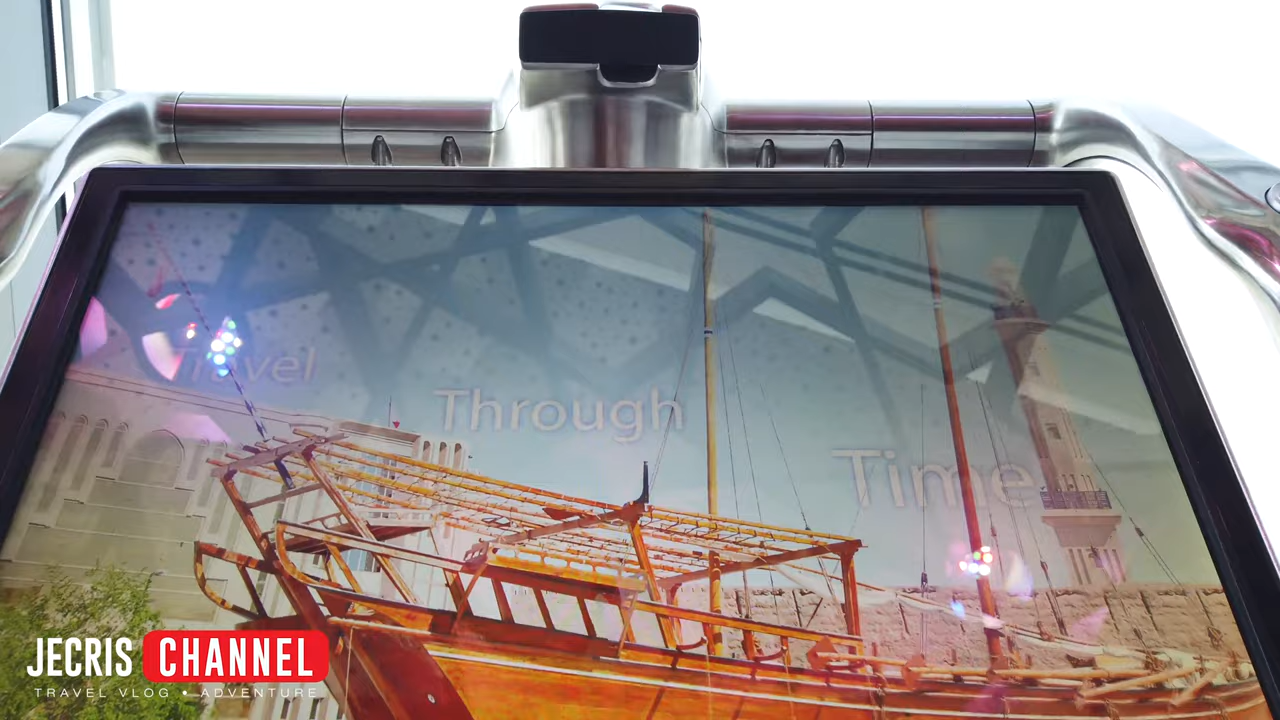 Travel
Through
Time
JECRIS CHANNEL
TRAVEL VLOG • ADVENTURE